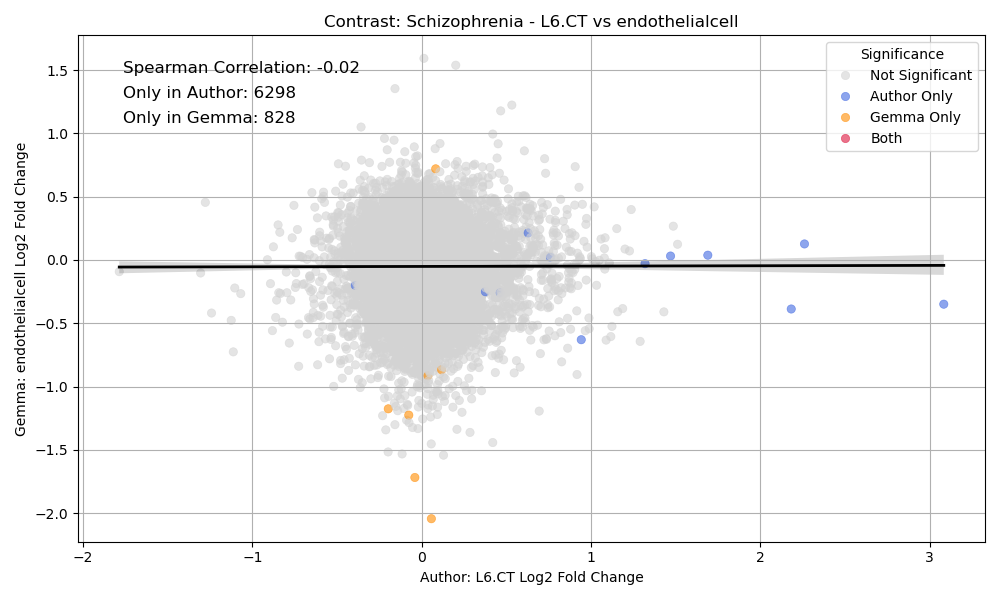 Contrast: Schizophrenia - L6.CT vs endothelialcell
Spearman Correlation: -0.02
Only in Author: 6298
Only in Gemma: 828
Significance
Not Significant
Author Only
Gemma Only
Both
1.5
1.0
0.5
0.0
−0.5
−1.0
−1.5
−2.0
Gemma: endothelialcell Log2 Fold Change
−2
−1
0
1
2
3
Author: L6.CT Log2 Fold Change